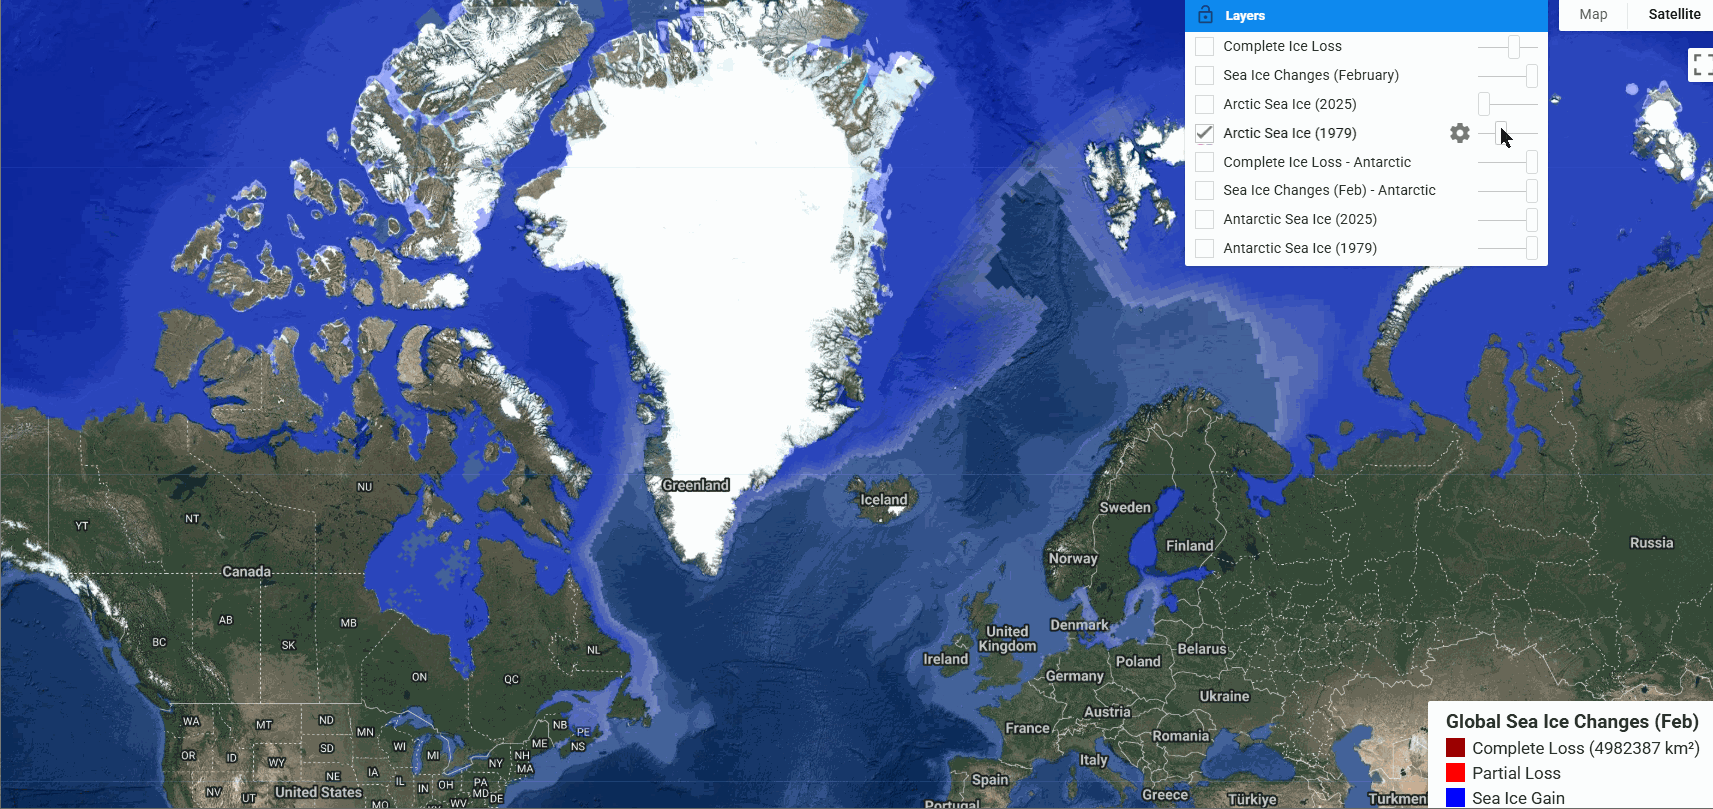 Layers
Map
Satellite
Complete Ice Loss
Sea Ice Changes (February)
Arctic Sea Ice (2025)
Arctic Sea Ice (1979)
Complete Ice Loss - Antarctic
Sea Ice Changes (Feb) - Antarctic
Antarctic Sea Ice (2025)
Antarctic Sea Ice (1979)
Greenland
Iceland
NU
NT
YT
Sweden
Finland
Norway
Russia
Canada
AB
MB
BC
SK
NL
ON
QC
United
Kingdom
Denmark
Ireland
Poland
Belarus
Germany
Ukraine
Austria
France
Romania
Italy
Spain
Greece
Türkiye
Portugal
Turkmen
WA
MT
ND
MN
NB
PE
NS
ME
OR
ID
SD
WI
MI
NY
NH
MA
WY
NE
IA
IL
IN
OH
PA
MD
DE
WV
NV
UT
United States
MO
Global Sea Ice Changes (Feb)
Complete Loss (4982387 km²)
Partial Loss
Sea Ice Gain